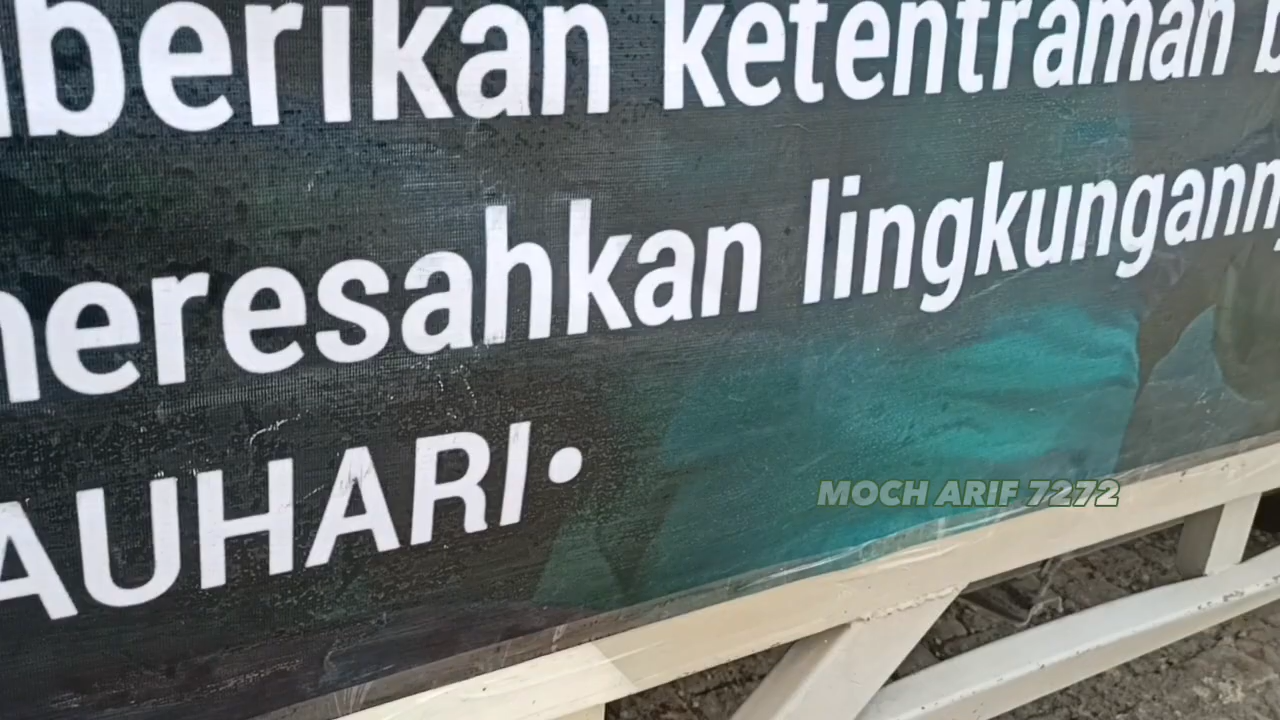 berikan ketentraman b
meresahkan lingkungann
AUHARI•
MOCH ARIF 7272